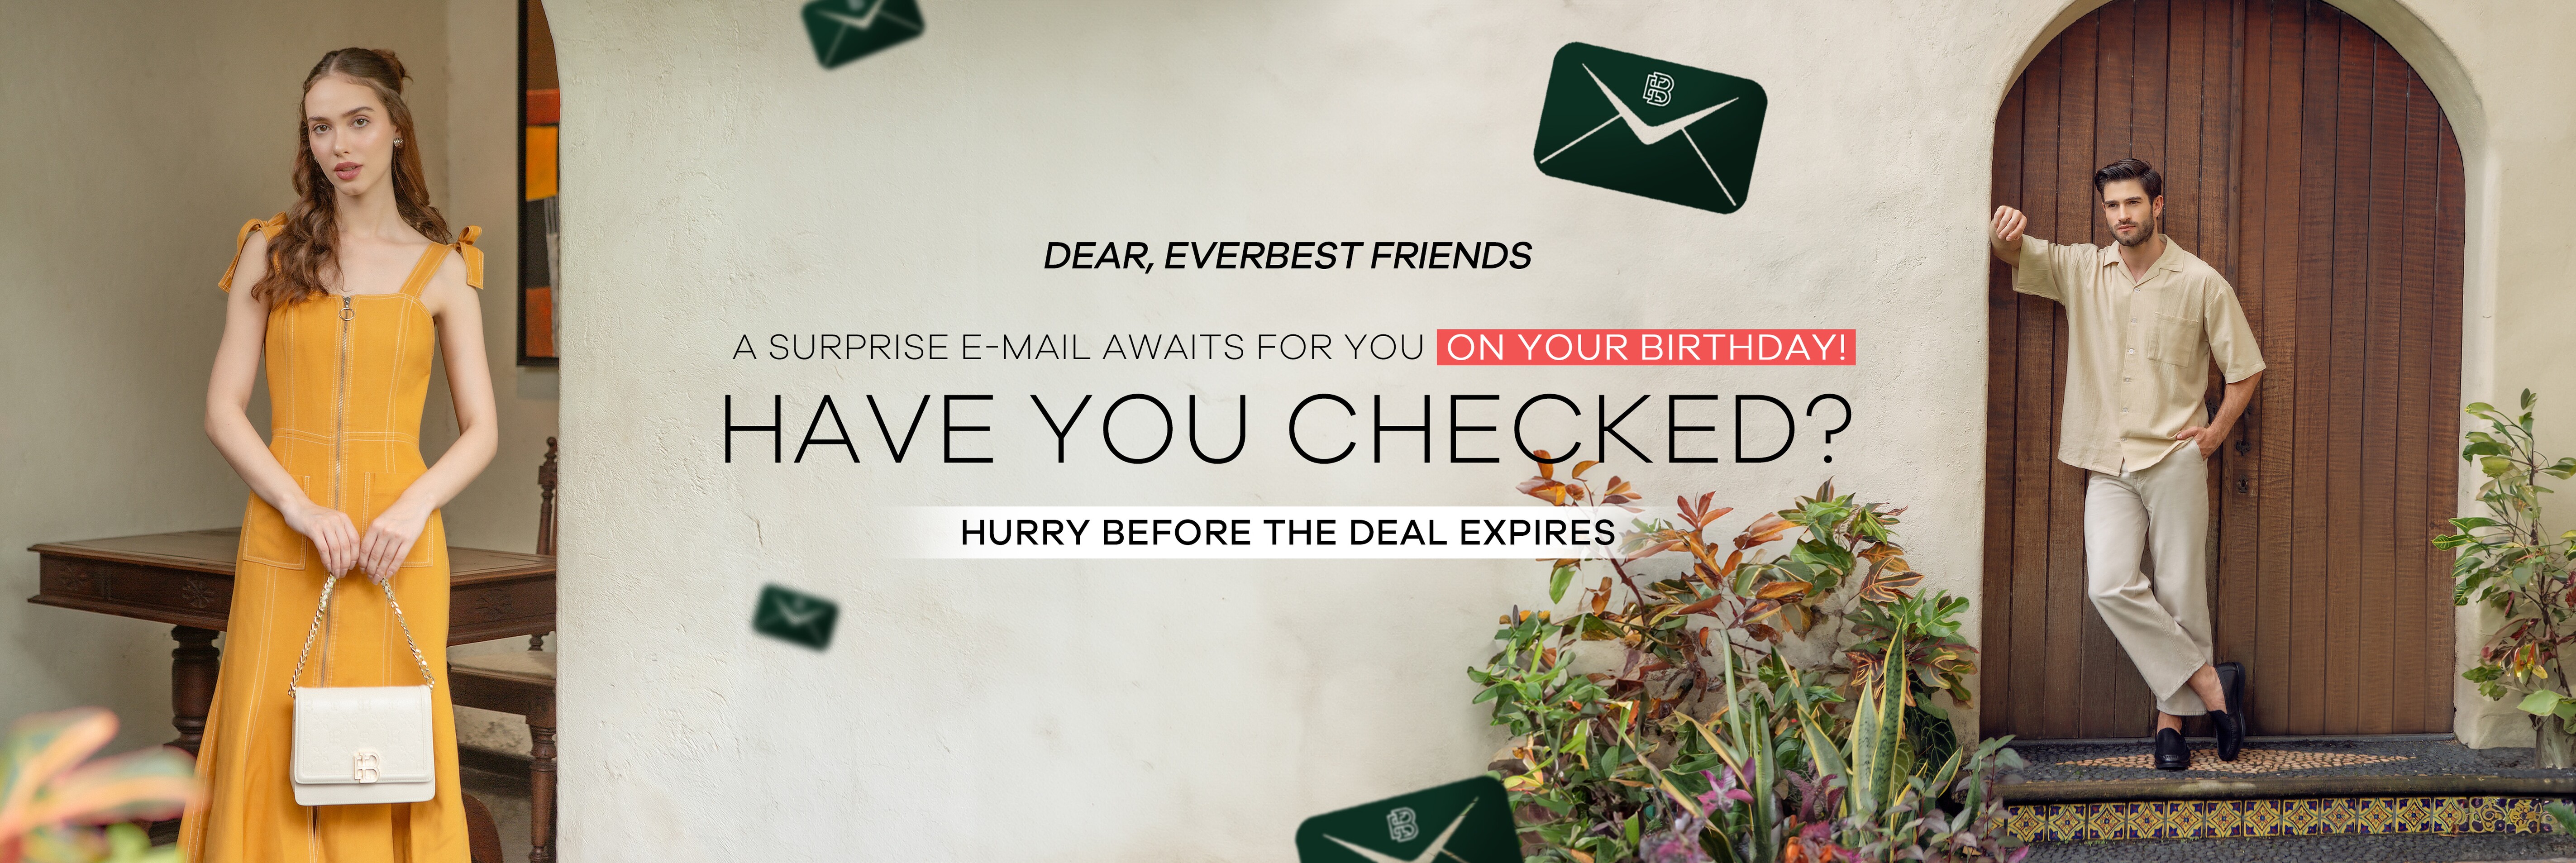 DEAR, EVERBEST FRIENDS
A SURPRISE E-MAIL AWAITS FOR YOU ON YOUR BIRTHDAY!
HAVE YOU CHECKED?
HURRY BEFORE THE DEAL EXPIRES